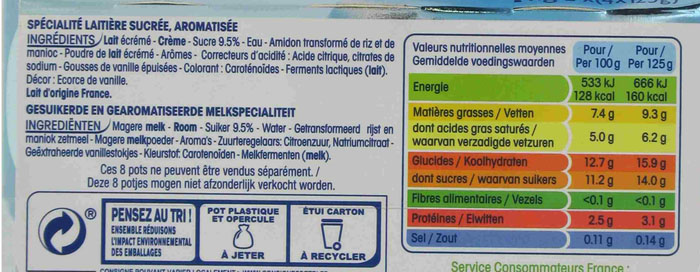 SPÉCIALITÉ LAITIÈRE SUCRÉE, AROMATISÉE
INGRÉDIENTS / Lait écrémé - Crème - Sucre 9.5% - Eau - Amidon transformé de riz et de
manioc - Poudre de lait écrémé - Arômes - Correcteurs d'acidité : Acide citrique, citrates de
sodium - Gousses de vanille épuisées - Colorant : Caroténoïdes - Ferments lactiques (lait).
Décor : Ecorce de vanille.
Lait d'origine France.
GESUIKERDE EN GEAROMATISEERDE MELKSPECIALITEIT
INGREDIËNTEN / Magere melk - Room - Suiker 9.5% - Water - Getransformeerd rijst en
maniok zetmeel - Magere melkpoeder - Aroma's - Zuurteregelaars: Citroenzuur, Natriumcitraat -
Geëxtraheerde vanillestokjes - Kleurstof: Carotenoïden - Melkfermenten (melk).
Ces 8 pots ne peuvent être vendus séparément. /
Deze 8 potjes mogen niet afzonderlijk verkocht worden.
PENSEZ AU TRI !
ENSEMBLE RÉDUISONS
L'IMPACT ENVIRONNEMENTAL
DES EMBALLAGES
POT PLASTIQUE
ET OPERCULE
À JETER
ÉTUI CARTON
À RECYCLER
Valeurs nutritionnelles moyennes
Gemiddelde voedingswaarden
Pour / Per 100g
Pour / Per 125g
Energie 533 kJ 666 kJ
128 kcal 160 kcal
Matières grasses / Vetten 7.4 g 9.3 g
dont acides gras saturés /
waarvan verzadigde vetzuren 5.0 g 6.2 g
Glucides / Koolhydraten 12.7 g 15.9 g
dont sucres / waarvan suikers 11.2 g 14.0 g
Fibres alimentaires / Vezels <0.1 g <0.1 g
Protéines / Eiwitten 2.5 g 3.1 g
Sel / Zout 0.11 g 0.14 g
Service Consommateurs France :